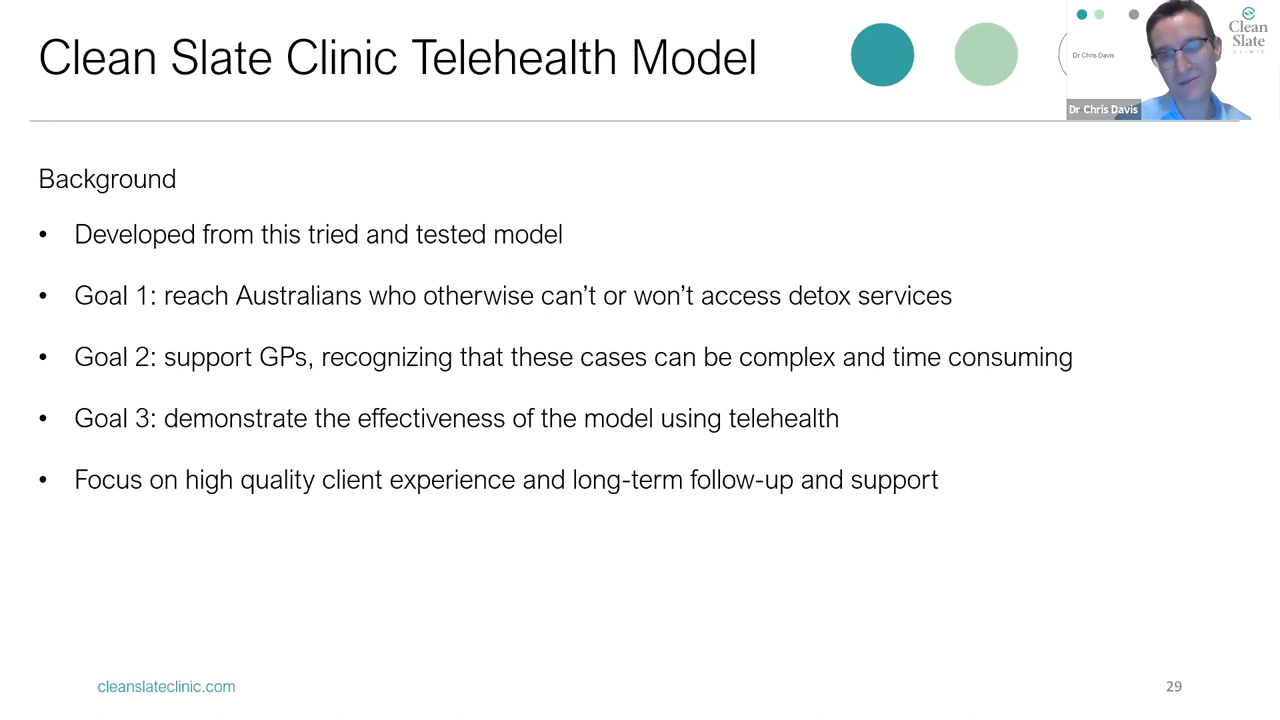 Clean Slate Clinic Telehealth Model
Dr Chris Davis
Clean
Slate
CLINIC
Dr Chris Davis
Background
• Developed from this tried and tested model
• Goal 1: reach Australians who otherwise can’t or won’t access detox services
• Goal 2: support GPs, recognizing that these cases can be complex and time consuming
• Goal 3: demonstrate the effectiveness of the model using telehealth
• Focus on high quality client experience and long-term follow-up and support
cleanslateclinic.com
29